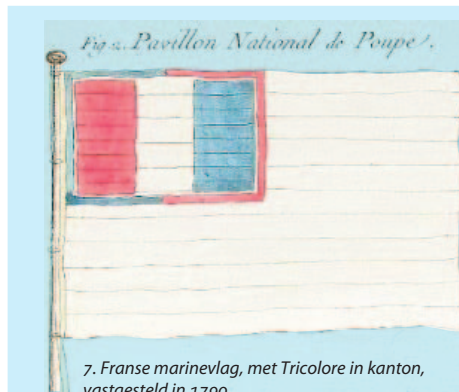 Fig. 2. Pavillon National de Poupe.
7. Franse marinevlag, met Tricolore in kanton,
vastgesteld in 1790